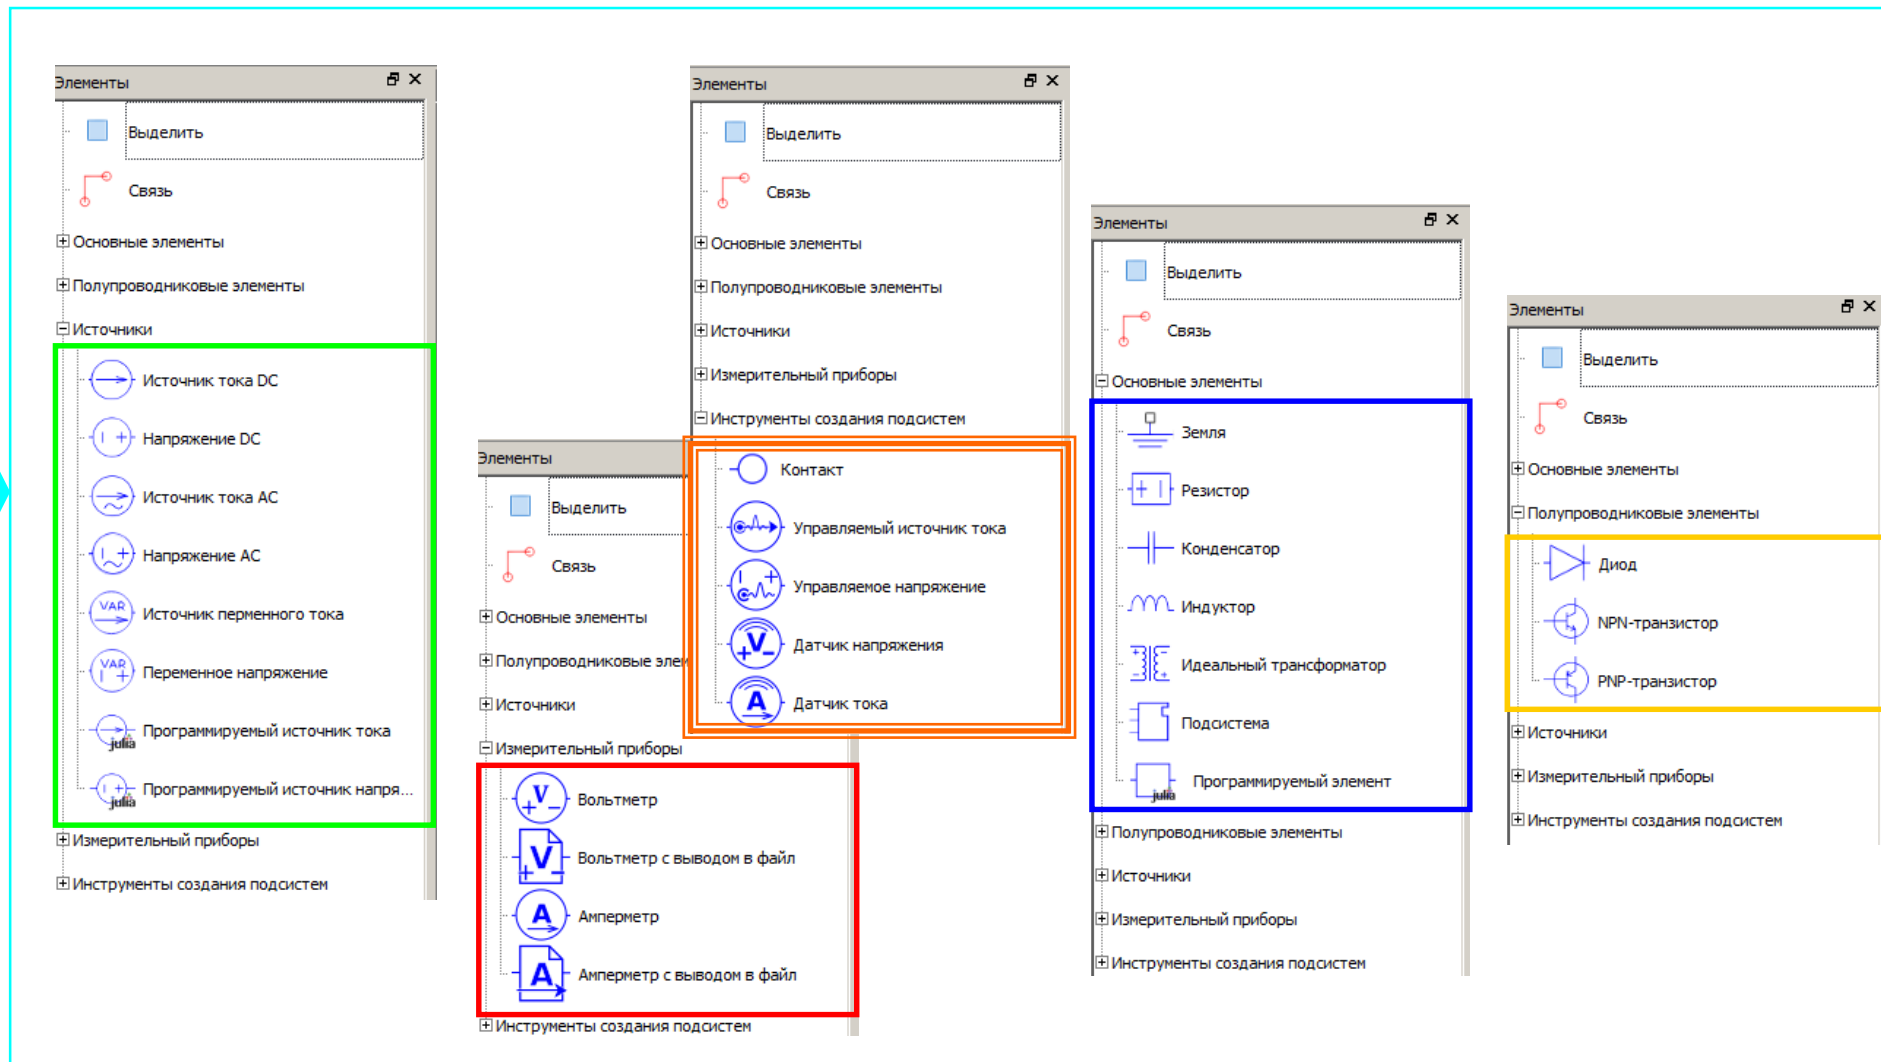 Элементы
Выделить
Связь
Основные элементы
Полупроводниковые элементы
Источники
Источник тока DC
Напряжение DC
Источник тока AC
Напряжение AC
VAR
Источник перменного тока
VAR
Переменное напряжение
julia
Программируемый источник тока
julia
Программируемый источник напря...
Измерительный приборы
Инструменты создания подсистем
Элементы
Выделить
Связь
Основные элементы
Полупроводниковые элем
Источники
Измерительный приборы
V
Вольтметр
V
Вольтметр с выводом в файл
A
Амперметр
A
Амперметр с выводом в файл
Инструменты создания подсистем
Элементы
Выделить
Связь
Основные элементы
Полупроводниковые элементы
Источники
Измерительный приборы
Инструменты создания подсистем
Контакт
Управляемый источник тока
Управляемое напряжение
V
Датчик напряжения
A
Датчик тока
Элементы
Выделить
Связь
Основные элементы
Земля
Резистор
Конденсатор
Индуктор
Идеальный трансформатор
Подсистема
julia
Программируемый элемент
Полупроводниковые элементы
Источники
Измерительный приборы
Инструменты создания подсистем
Элементы
Выделить
Связь
Основные элементы
Полупроводниковые элементы
Диод
NPN-транзистор
PNP-транзистор
Источники
Измерительный приборы
Инструменты создания подсистем